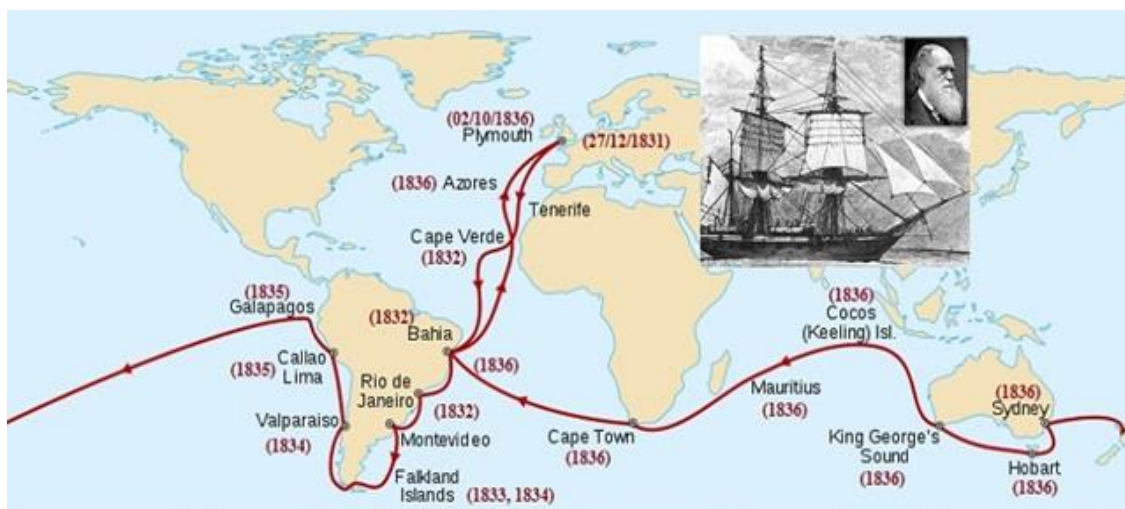 (02/10/1836)
Plymouth
(27/12/1831)
(1836) Azores
Tenerife
Cape Verde
(1832)
(1835)
Galapagos
(1832)
Bahia
(1836)
Callao
(1835) Lima
Rio de
Janeiro
(1832)
Valparaiso
(1834)
Montevideo
Falkland
Islands (1833, 1834)
Cape Town
(1836)
Mauritius
(1836)
(1836)
Cocos
(Keeling) Isl.
King George's
Sound
(1836)
(1836)
Sydney
Hobart
(1836)